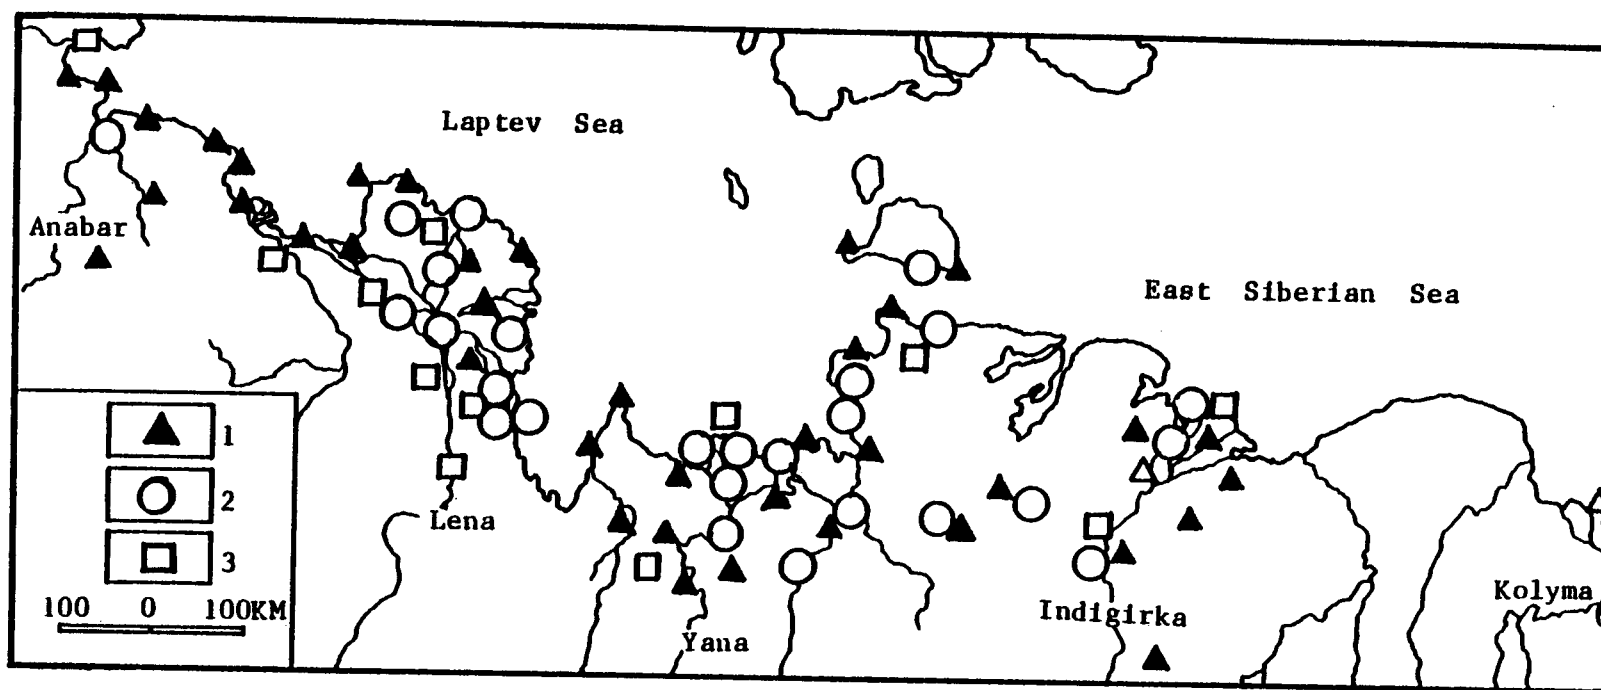 Laptev Sea
Anabar
East Siberian Sea
1
2
3
100 0 100KM
Lena
Yana
Indigirka
Kolyma